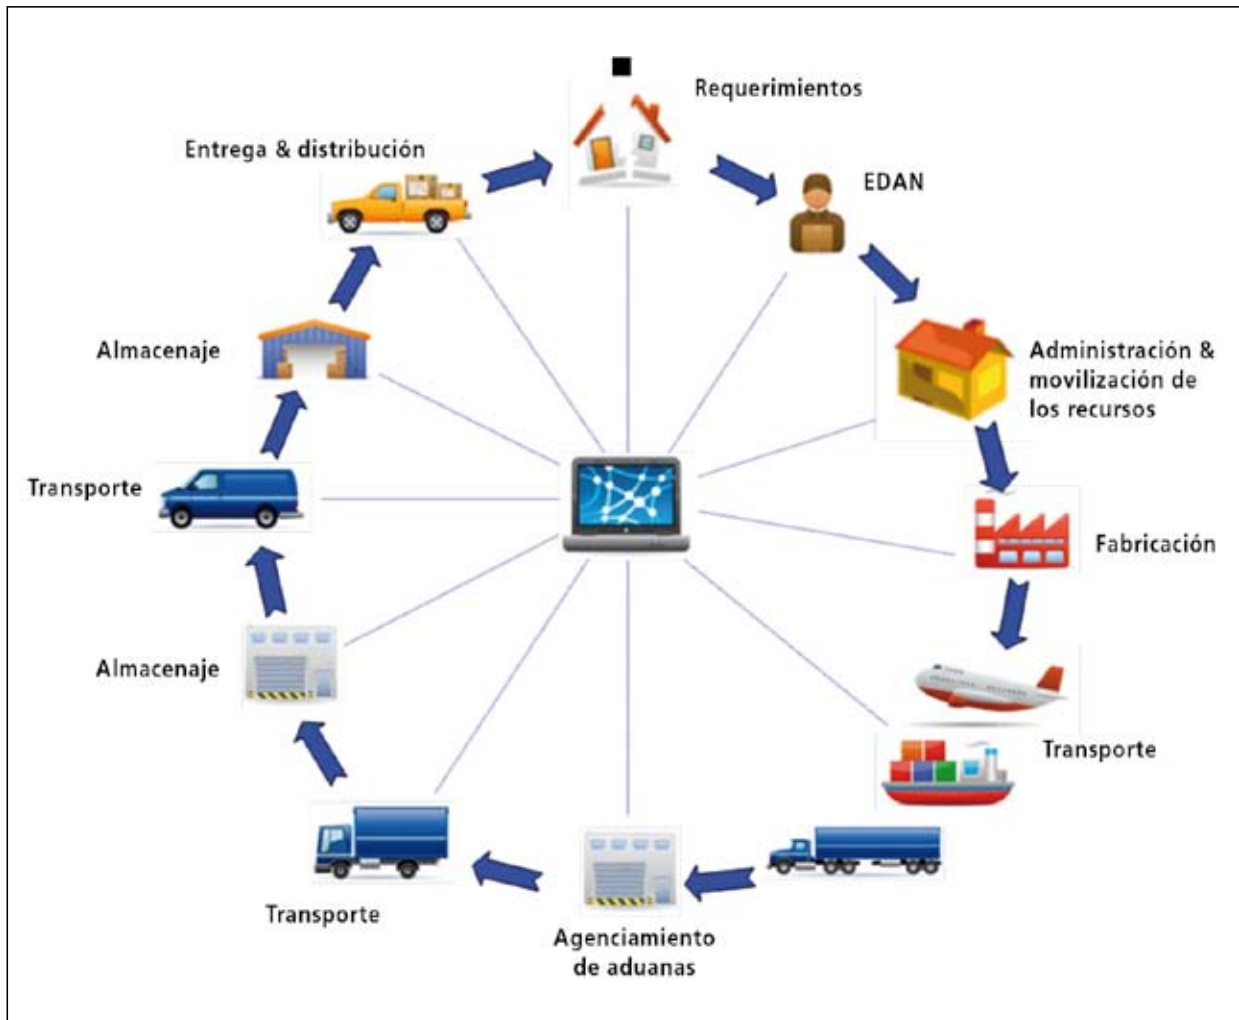 Requerimientos
EDAN
Administración &
movilización de
los recursos
Fabricación
Transporte
Agenciamiento
de aduanas
Transporte
Almacenaje
Transporte
Almacenaje
Entrega & distribución